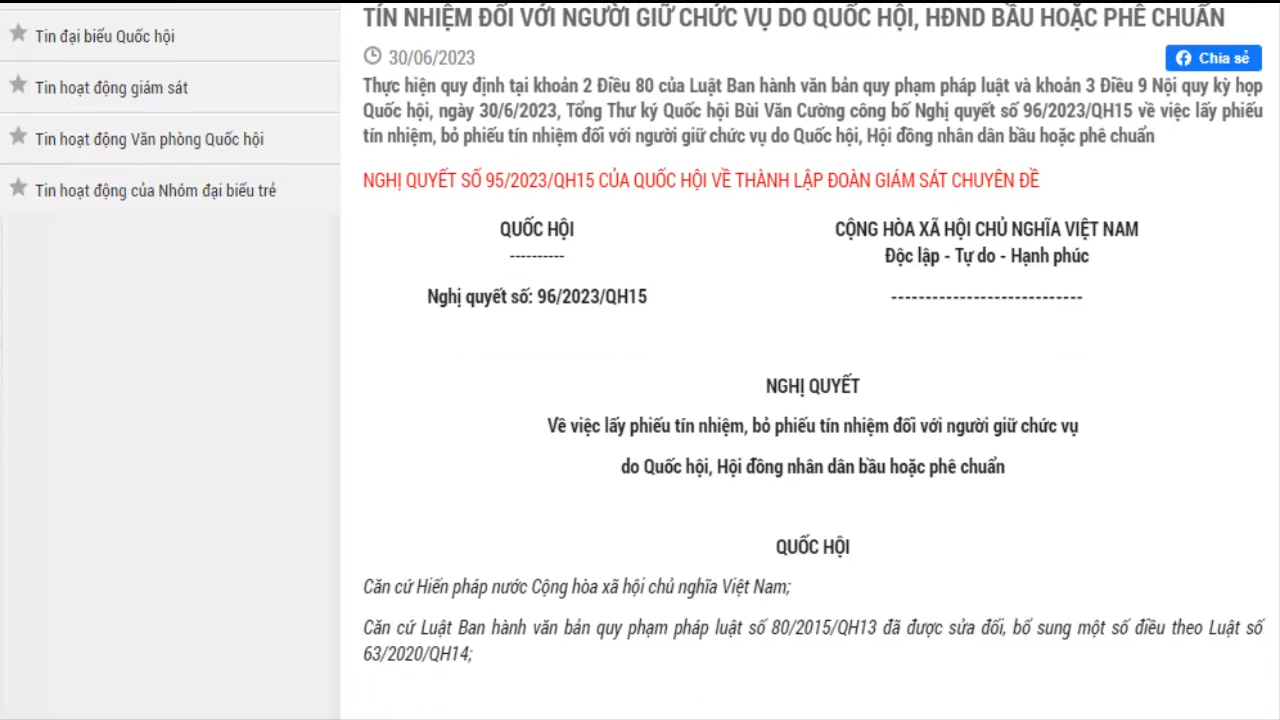 Tin đại biểu Quốc hội
Tin hoạt động giám sát
Tin hoạt động Văn phòng Quốc hội
Tin hoạt động của Nhóm đại biểu trẻ
TÍN NHIỆM ĐỐI VỚI NGƯỜI GIỮ CHỨC VỤ DO QUỐC HỘI, HĐND BẦU HOẶC PHÊ CHUẨN
30/06/2023
Chia sẻ
Thực hiện quy định tại khoản 2 Điều 80 của Luật Ban hành văn bản quy phạm pháp luật và khoản 3 Điều 9 Nội quy kỳ họp
Quốc hội, ngày 30/6/2023, Tổng Thư ký Quốc hội Bùi Văn Cường công bố Nghị quyết số 96/2023/QH15 về việc lấy phiếu
tín nhiệm, bỏ phiếu tín nhiệm đối với người giữ chức vụ do Quốc hội, Hội đồng nhân dân bầu hoặc phê chuẩn
NGHỊ QUYẾT SỐ 95/2023/QH15 CỦA QUỐC HỘI VỀ THÀNH LẬP ĐOÀN GIÁM SÁT CHUYÊN ĐỀ
QUỐC HỘI
----------
Nghị quyết số: 96/2023/QH15
CỘNG HÒA XÃ HỘI CHỦ NGHĨA VIỆT NAM
Độc lập - Tự do - Hạnh phúc
----------------------------
NGHỊ QUYẾT
Về việc lấy phiếu tín nhiệm, bỏ phiếu tín nhiệm đối với người giữ chức vụ
do Quốc hội, Hội đồng nhân dân bầu hoặc phê chuẩn
QUỐC HỘI
Căn cứ Hiến pháp nước Cộng hòa xã hội chủ nghĩa Việt Nam;
Căn cứ Luật Ban hành văn bản quy phạm pháp luật số 80/2015/QH13 đã được sửa đổi, bổ sung một số điều theo Luật số
63/2020/QH14;